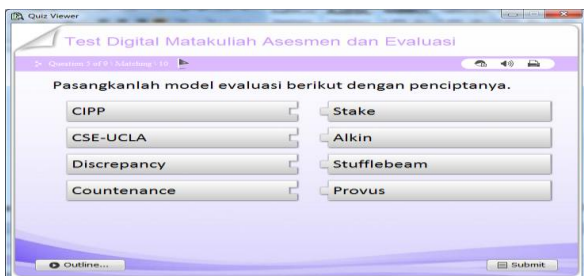 Quiz Viewer
Test Digital Matakuliah Asesmen dan Evaluasi
Pasangkanlah model evaluasi berikut dengan penciptanya.
CIPP
Stake
CSE-UCLA
Alkin
Discrepancy
Stufflebeam
Countenance
Provus
Outline...
Submit